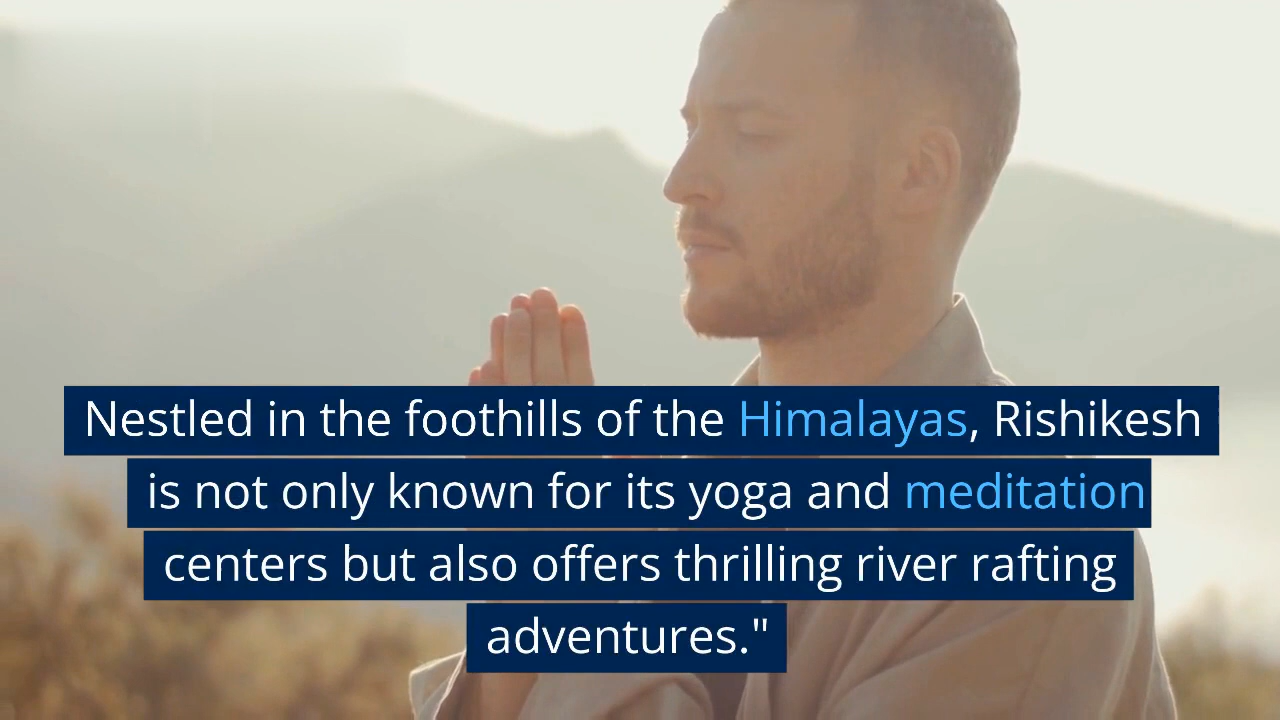 Nestled in the foothills of the Himalayas, Rishikesh
is not only known for its yoga and meditation
centers but also offers thrilling river rafting
adventures."